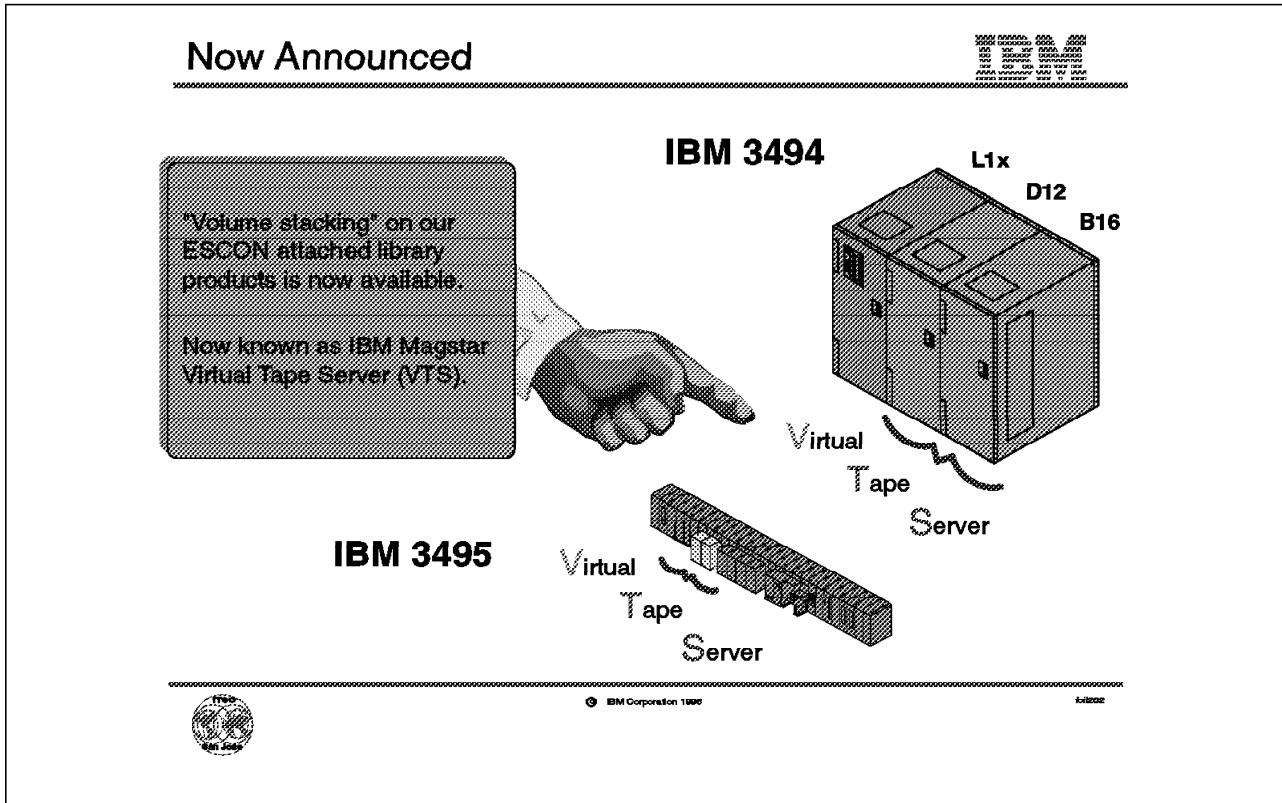 Now Announced
IBM
IBM 3494
L1x
D12
B16
"Volume stacking" on our
ESCON attached library
products is now available.
Now known as IBM Magstar
Virtual Tape Server (VTS).
Virtual
Tape
Server
IBM 3495
Virtual
Tape
Server
ITSO
San Jose
© IBM Corporation 1996
foil202